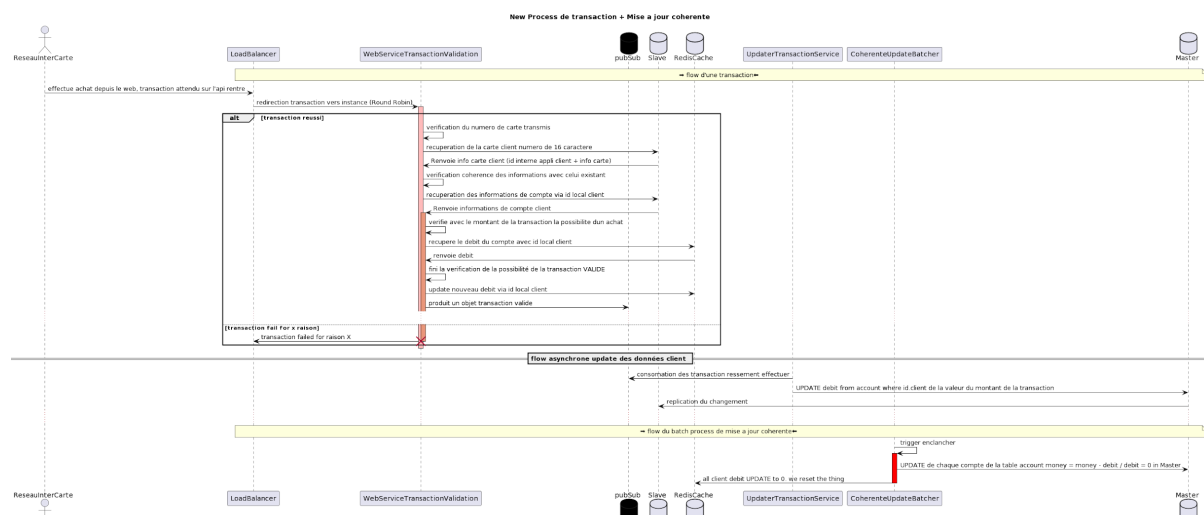 New Process de transaction + Mise a jour coherente
ReseauInterCarte
LoadBalancer
WebServiceTransactionValidation
pubSub
Slave
RedisCache
UpdaterTransactionService
CoherenteUpdateBatcher
Master
➡ flow d'une transaction⬅
effectue achat depuis le web, transaction attendu sur l'api rentre
redirection transaction vers instance (Round Robin)
alt [transaction reussi]
verification du numero de carte transmis
recuperation de la carte client numero de 16 caractere
Renvoie info carte client (id interne appli client + info carte)
verification coherence des informations avec celui existant
recuperation des informations de compte via id local client
Renvoie informations de compte client
verifie avec le montant de la transaction la possibilite dun achat
recupere le debit du compte avec id local client
renvoie debit
fini la verification de la possibilité de la transaction VALIDE
update nouveau debit via id local client
produit un objet transaction valide
[transaction fail for x raison]
transaction failed for raison X
flow asynchrone update des données client
consomation des transaction ressement effectuer
UPDATE debit from account where id.client de la valeur du montant de la transaction
replication du changement
➡ flow du batch process de mise a jour coherente⬅
trigger enclancher
UPDATE de chaque compte de la table account money = money - debit / debit = 0 in Master
all client debit UPDATE to 0. we reset the thing
ReseauInterCarte
LoadBalancer
WebServiceTransactionValidation
pubSub
Slave
RedisCache
UpdaterTransactionService
CoherenteUpdateBatcher
Master